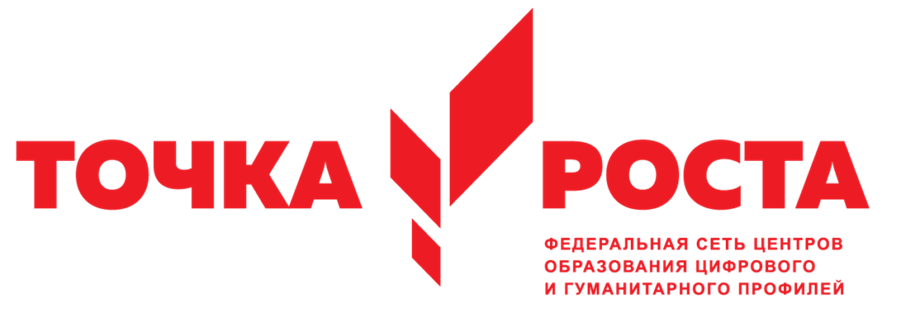 ТОЧКА РОСТА
ФЕДЕРАЛЬНАЯ СЕТЬ ЦЕНТРОВ
ОБРАЗОВАНИЯ ЦИФРОВОГО
И ГУМАНИТАРНОГО ПРОФИЛЕЙ